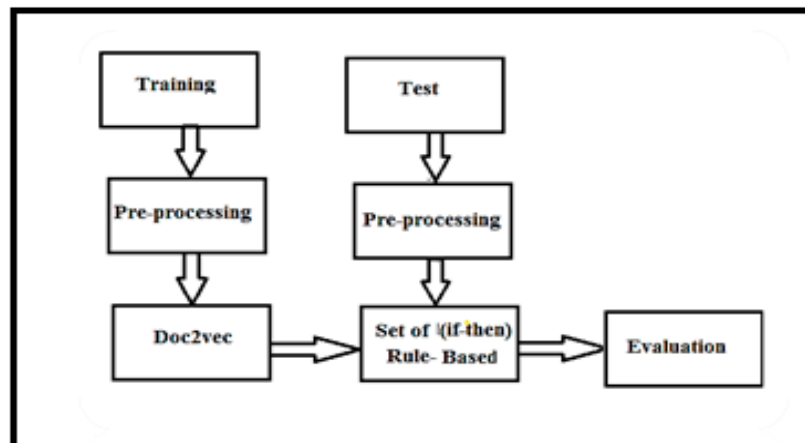 Training
Test
Pre-processing
Pre-processing
Doc2vec
Set of (if-then)
Rule- Based
Evaluation